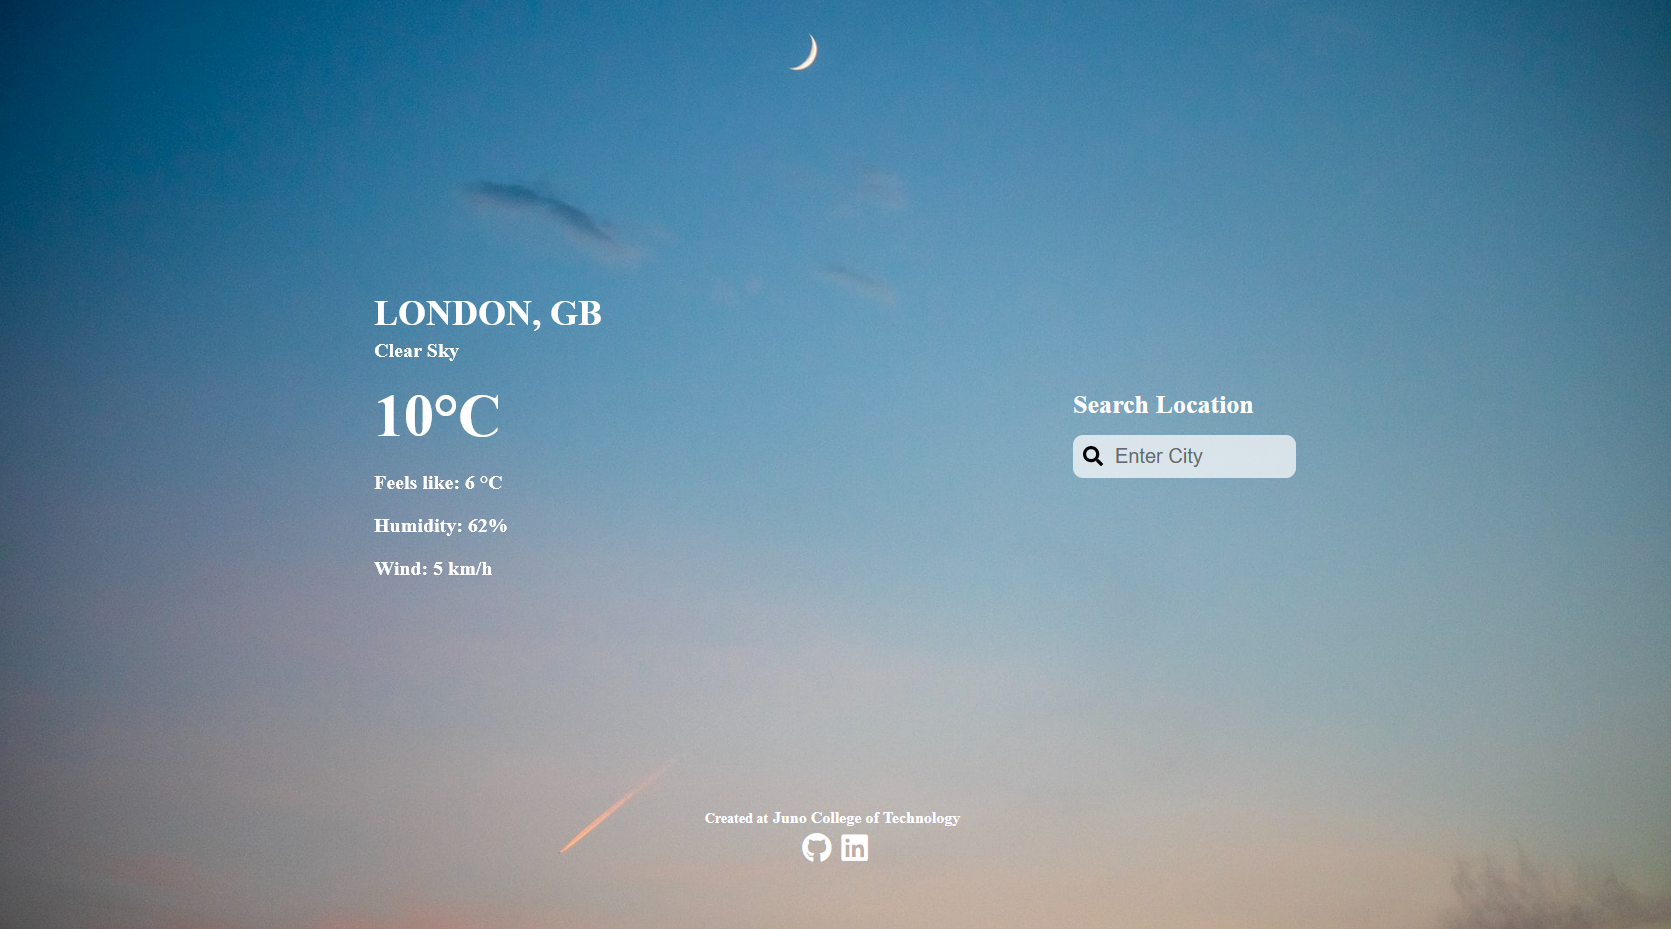 LONDON, GB
Clear Sky
10°C
Feels like: 6 °C
Humidity: 62%
Wind: 5 km/h
Search Location
Enter City
Created at Juno College of Technology